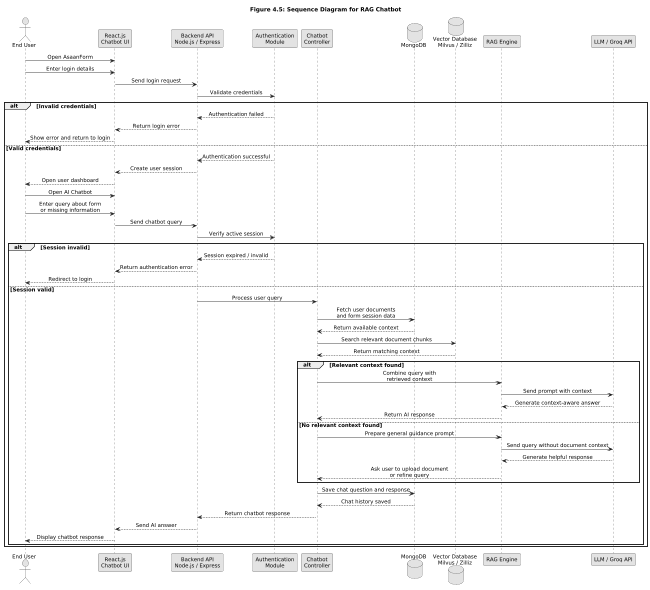 Figure 4.5: Sequence Diagram for RAG Chatbot
End User
React.js
Chatbot UI
Backend API
Node.js / Express
Authentication
Module
Chatbot
Controller
MongoDB
Vector Database
Milvus / Zilliz
RAG Engine
LLM / Groq API
Open AsaanForm
Enter login details
Send login request
Validate credentials
alt [Invalid credentials]
Authentication failed
Return login error
Show error and return to login
[Valid credentials]
Authentication successful
Create user session
Open user dashboard
Open AI Chatbot
Enter query about form
or missing information
Send chatbot query
Verify active session
alt [Session invalid]
Session expired / invalid
Return authentication error
Redirect to login
[Session valid]
Process user query
Fetch user documents
and form session data
Return available context
Search relevant document chunks
Return matching context
alt [Relevant context found]
Combine query with
retrieved context
Send prompt with context
Generate context-aware answer
Return AI response
[No relevant context found]
Prepare general guidance prompt
Send query without document context
Generate helpful response
Ask user to upload document
or refine query
Save chat question and response
Chat history saved
Return chatbot response
Send AI answer
Display chatbot response
End User
React.js
Chatbot UI
Backend API
Node.js / Express
Authentication
Module
Chatbot
Controller
MongoDB
Vector Database
Milvus / Zilliz
RAG Engine
LLM / Groq API